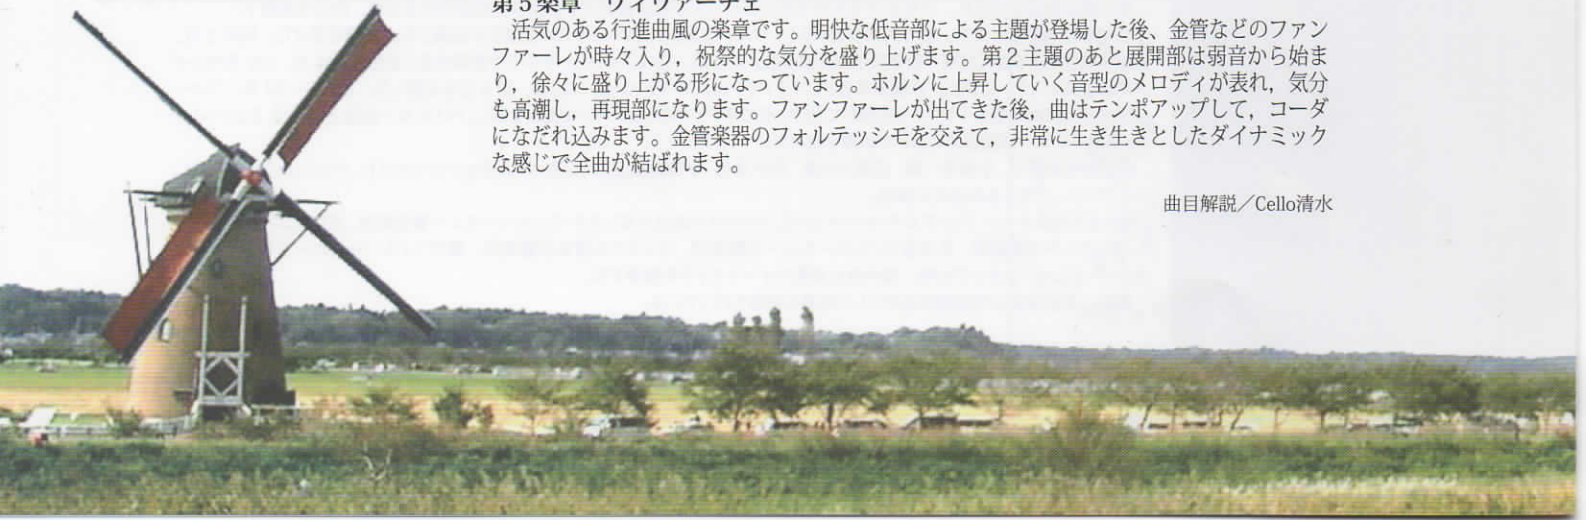 第5楽章　ヴィヴァーチェ
　活気のある行進曲風の楽章です。明快な低音部による主題が登場した後、金管などのファン
ファーレが時々入り，祝祭的な気分を盛り上げます。第２主題のあと展開部は弱音から始ま
り，徐々に盛り上がる形になっています。ホルンに上昇していく音型のメロディが表れ，気分
も高潮し，再現部になります。ファンファーレが出てきた後，曲はテンポアップして，コーダ
になだれ込みます。金管楽器のフォルテッシモを交えて，非常に生き生きとしたダイナミック
な感じで全曲が結ばれます。
曲目解説／Cello清水